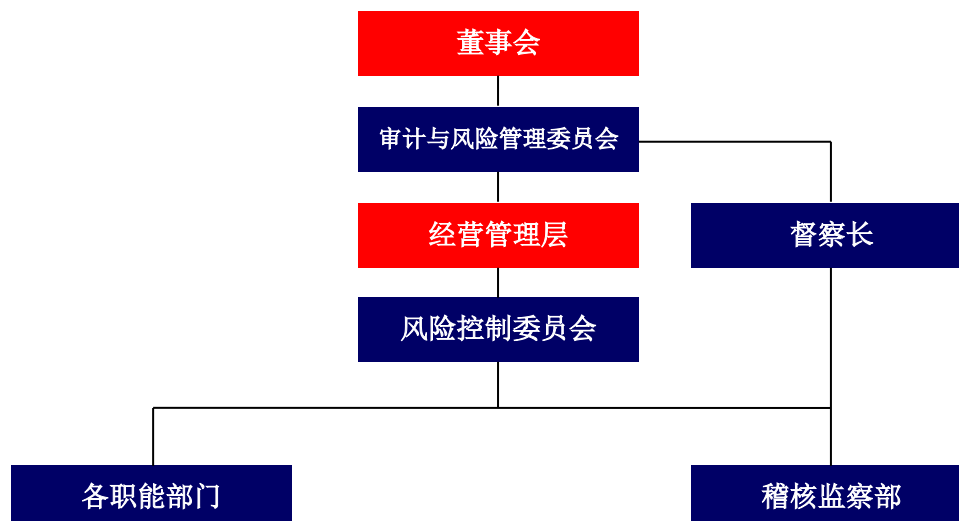 董事会
审计与风险管理委员会
经营管理层
督察长
风险控制委员会
各职能部门
稽核监察部